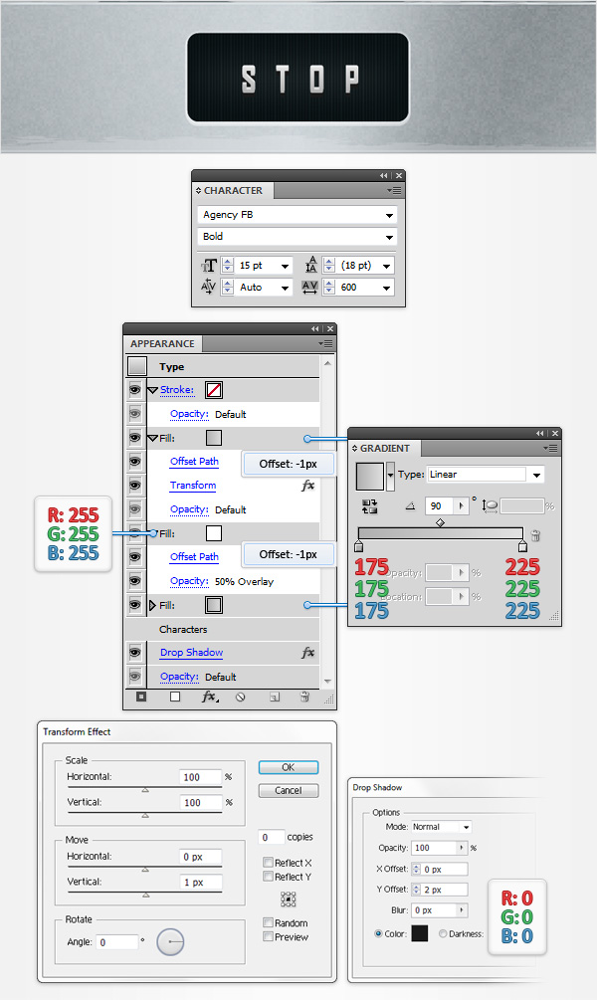 STOP
CHARACTER
Agency FB
Bold
15 pt (18 pt)
Auto 600
APPEARANCE
Type
Stroke:
Opacity: Default
Fill:
Offset Path
Offset: -1px
Transform fx
Opacity: Default
Fill:
Offset Path
Offset: -1px
Opacity: 50% Overlay
Fill:
Characters
Drop Shadow fx
Opacity: Default
fx
R: 255
G: 255
B: 255
GRADIENT
Type: Linear
90 °
%
175 225
175 Opacity: % 225
175 Location: % 225
Transform Effect
Scale
Horizontal: 100 %
Vertical: 100 %
Move
Horizontal: 0 px
Vertical: 1 px
Rotate
Angle: 0 °
OK
Cancel
0 copies
Reflect X
Reflect Y
Random
Preview
Drop Shadow
Options
Mode: Normal
Opacity: 100 %
X Offset: 0 px
Y Offset: 2 px
Blur: 0 px
Color: Darkness:
R: 0
G: 0
B: 0